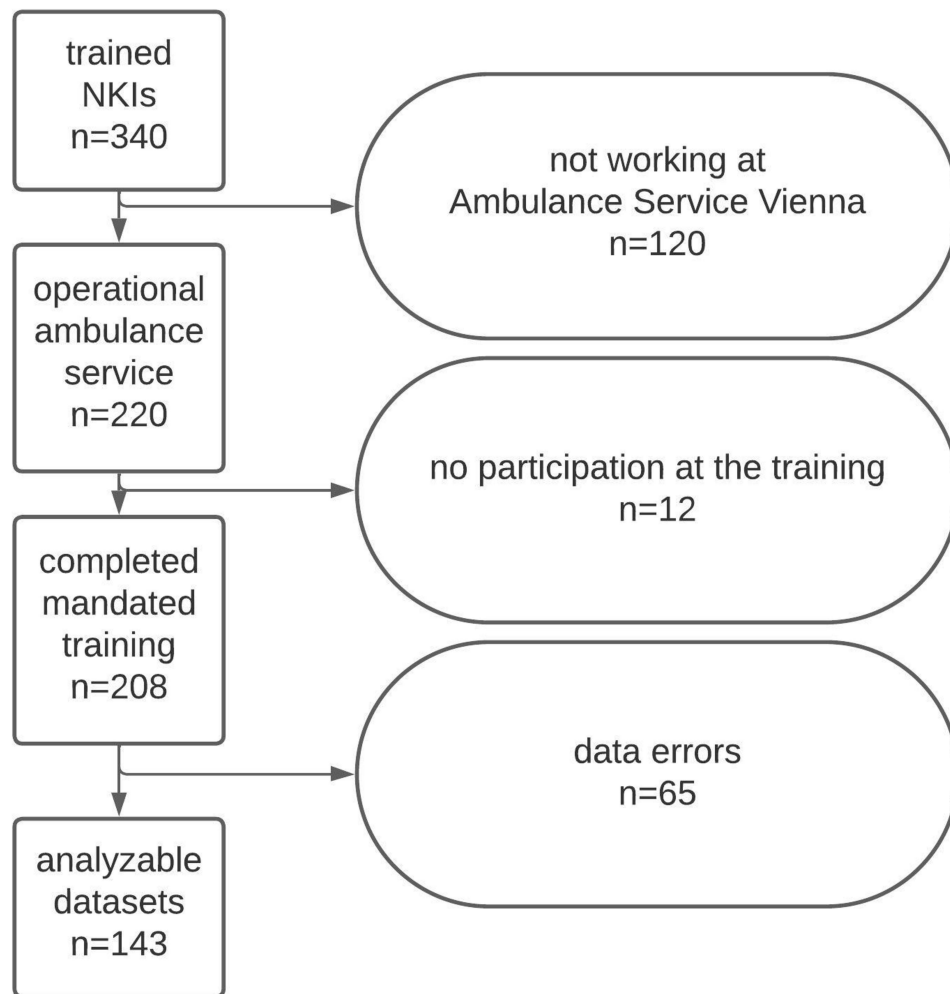 trained
NKIs
n=340
not working at
Ambulance Service Vienna
n=120
operational
ambulance
service
n=220
no participation at the training
n=12
completed
mandated
training
n=208
data errors
n=65
analyzable
datasets
n=143